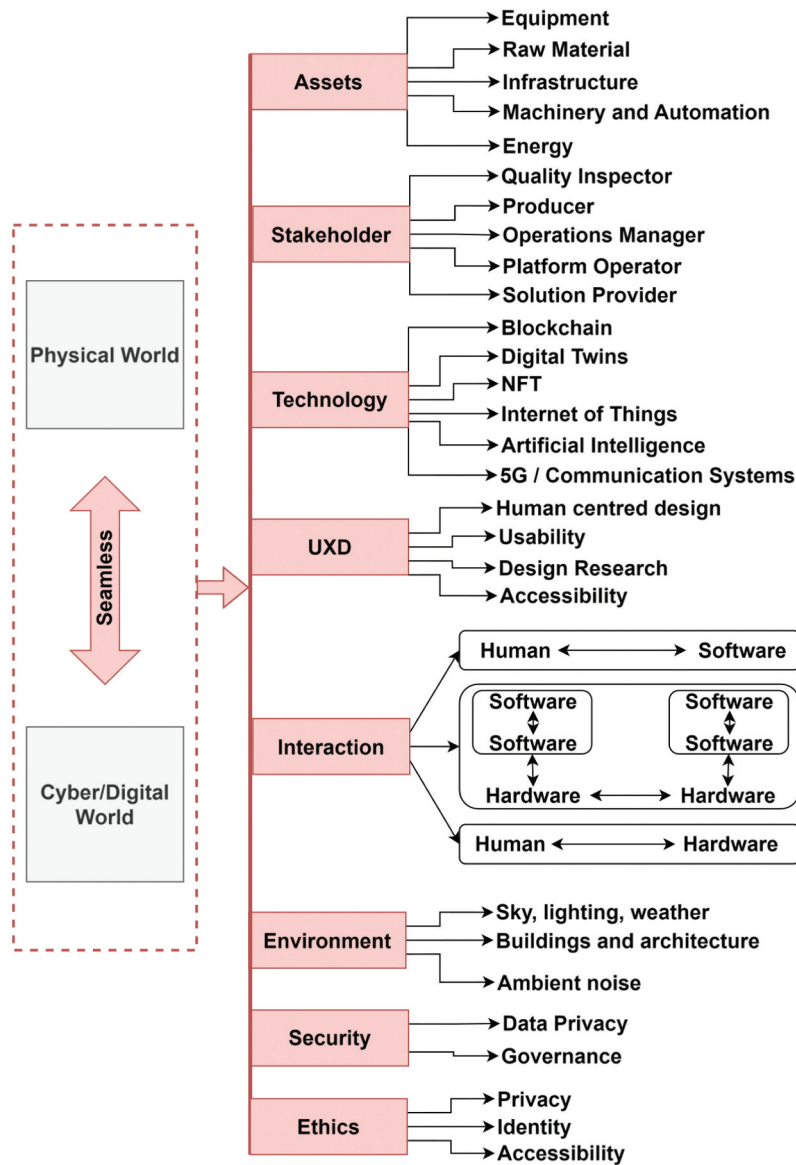 Physical World
Seamless
Cyber/Digital
World
Assets
Equipment
Raw Material
Infrastructure
Machinery and Automation
Energy
Stakeholder
Quality Inspector
Producer
Operations Manager
Platform Operator
Solution Provider
Technology
Blockchain
Digital Twins
NFT
Internet of Things
Artificial Intelligence
5G / Communication Systems
UXD
Human centred design
Usability
Design Research
Accessibility
Interaction
Human Software
Software Software
Software Software
Hardware Hardware
Human Hardware
Environment
Sky, lighting, weather
Buildings and architecture
Ambient noise
Security
Data Privacy
Governance
Ethics
Privacy
Identity
Accessibility